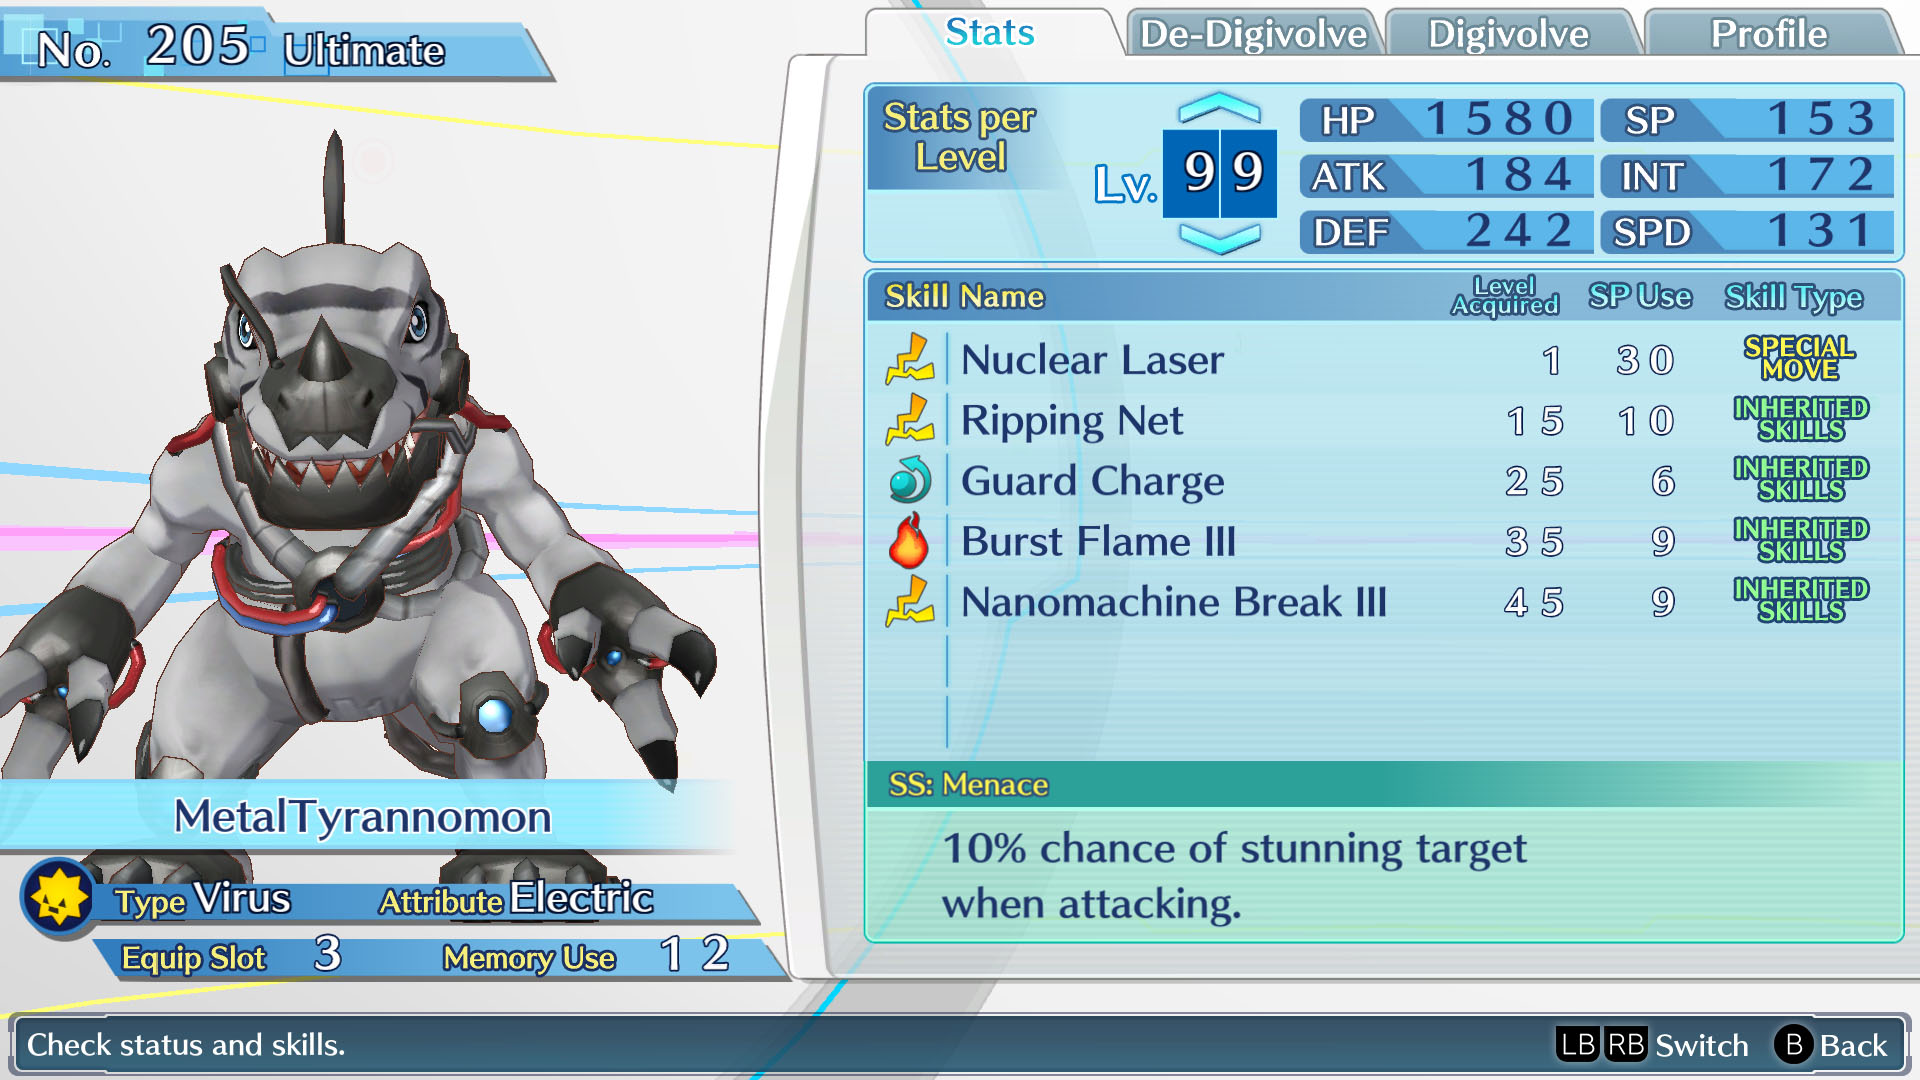 No. 205 Ultimate
Stats De-Digivolve Digivolve Profile
Stats per
Level
Lv. 99
HP 1580 SP 153
ATK 184 INT 172
DEF 242 SPD 131
Skill Name Level Acquired SP Use Skill Type
Nuclear Laser 1 30 SPECIAL MOVE
Ripping Net 15 10 INHERITED SKILLS
Guard Charge 25 6 INHERITED SKILLS
Burst Flame III 35 9 INHERITED SKILLS
Nanomachine Break III 45 9 INHERITED SKILLS
SS: Menace
10% chance of stunning target
when attacking.
MetalTyrannomon
Type Virus Attribute Electric
Equip Slot 3 Memory Use 12
Check status and skills.
LB RB Switch B Back